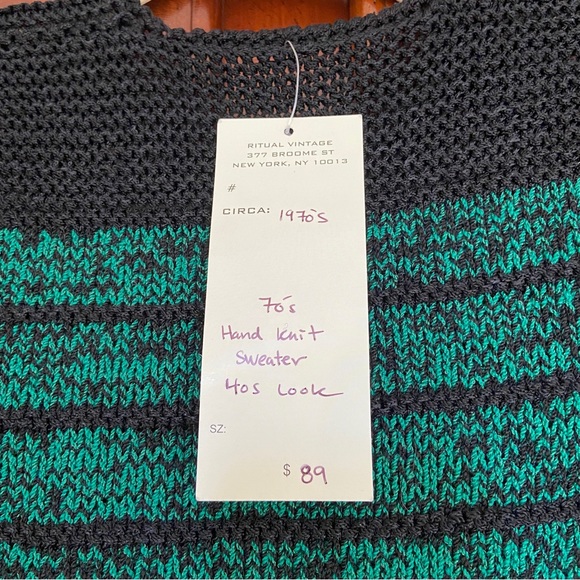 RITUAL VINTAGE
377 BROOME ST
NEW YORK, NY 10013
#
CIRCA: 1970's
70's
Hand Knit
Sweater
40s Look
SZ:
$ 89